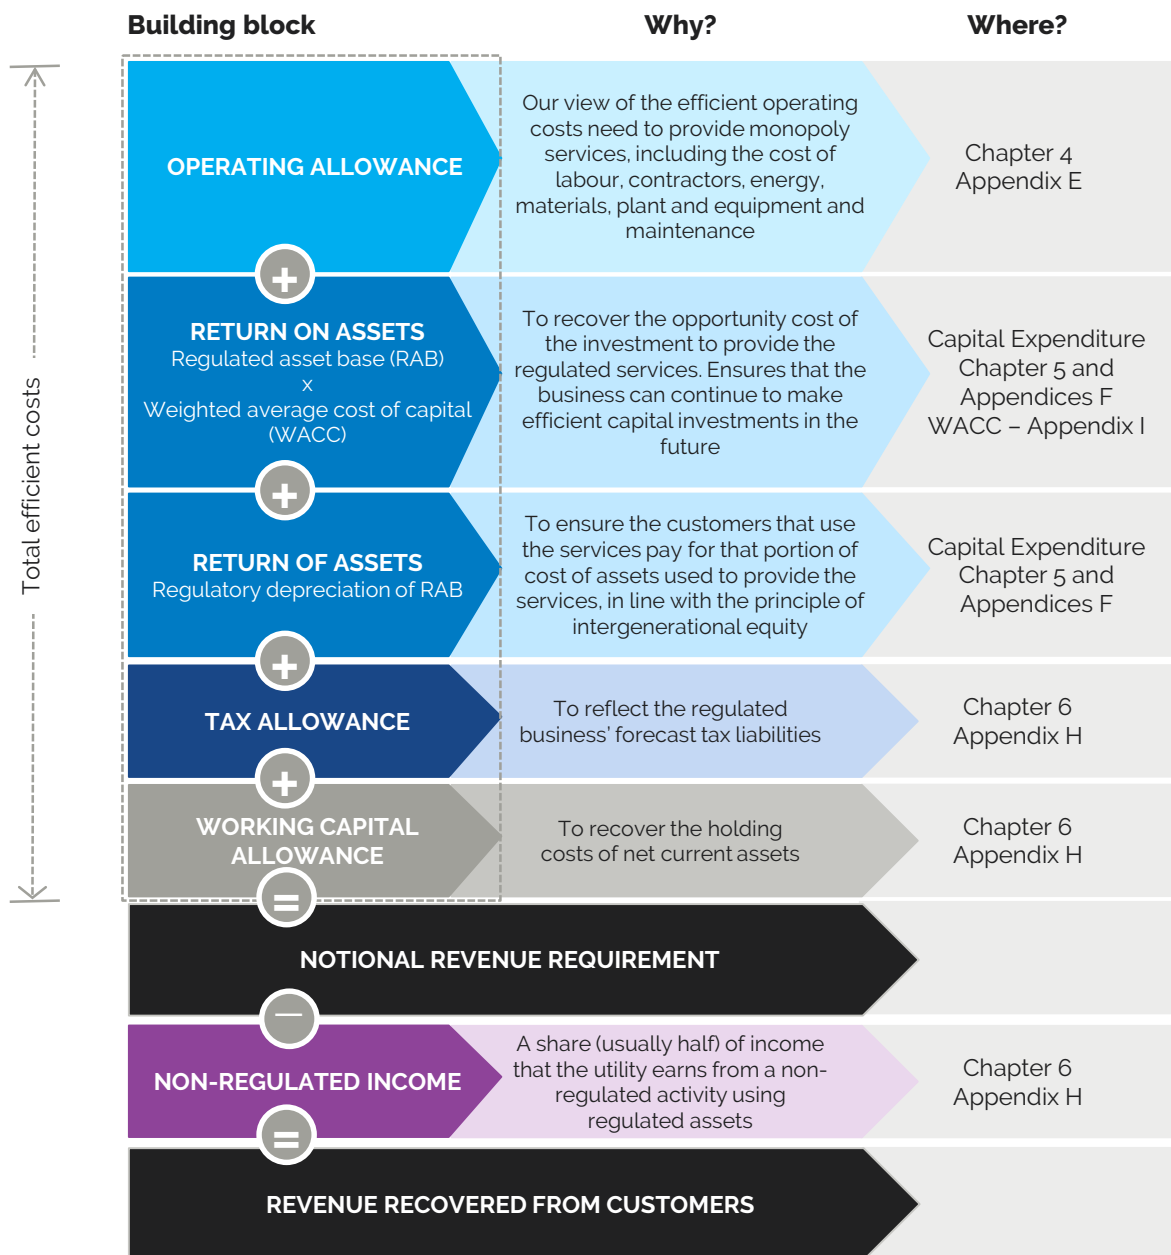 Building block
Why?
Where?
Total efficient costs
OPERATING ALLOWANCE
Our view of the efficient operating
costs need to provide monopoly
services, including the cost of
labour, contractors, energy,
materials, plant and equipment and
maintenance
Chapter 4
Appendix E
+
RETURN ON ASSETS
Regulated asset base (RAB)
x
Weighted average cost of capital
(WACC)
To recover the opportunity cost of
the investment to provide the
regulated services. Ensures that the
business can continue to make
efficient capital investments in the
future
Capital Expenditure
Chapter 5 and
Appendices F
WACC – Appendix I
+
RETURN OF ASSETS
Regulatory depreciation of RAB
To ensure the customers that use
the services pay for that portion of
cost of assets used to provide the
services, in line with the principle of
intergenerational equity
Capital Expenditure
Chapter 5 and
Appendices F
+
TAX ALLOWANCE
To reflect the regulated
business' forecast tax liabilities
Chapter 6
Appendix H
+
WORKING CAPITAL
ALLOWANCE
To recover the holding
costs of net current assets
Chapter 6
Appendix H
=
NOTIONAL REVENUE REQUIREMENT
—
NON-REGULATED INCOME
A share (usually half) of income
that the utility earns from a non-
regulated activity using
regulated assets
Chapter 6
Appendix H
=
REVENUE RECOVERED FROM CUSTOMERS